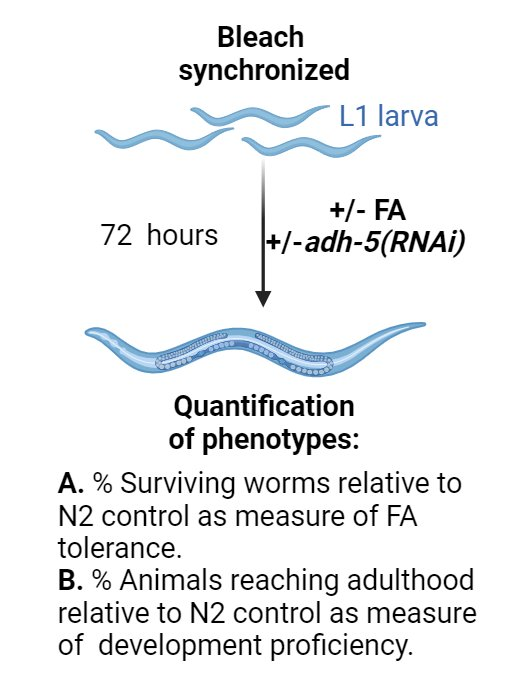 Bleach
synchronized
L1 larva
72 hours
+/- FA
+/-adh-5(RNAi)
Quantification
of phenotypes:
A. % Surviving worms relative to
N2 control as measure of FA
tolerance.
B. % Animals reaching adulthood
relative to N2 control as measure
of development proficiency.